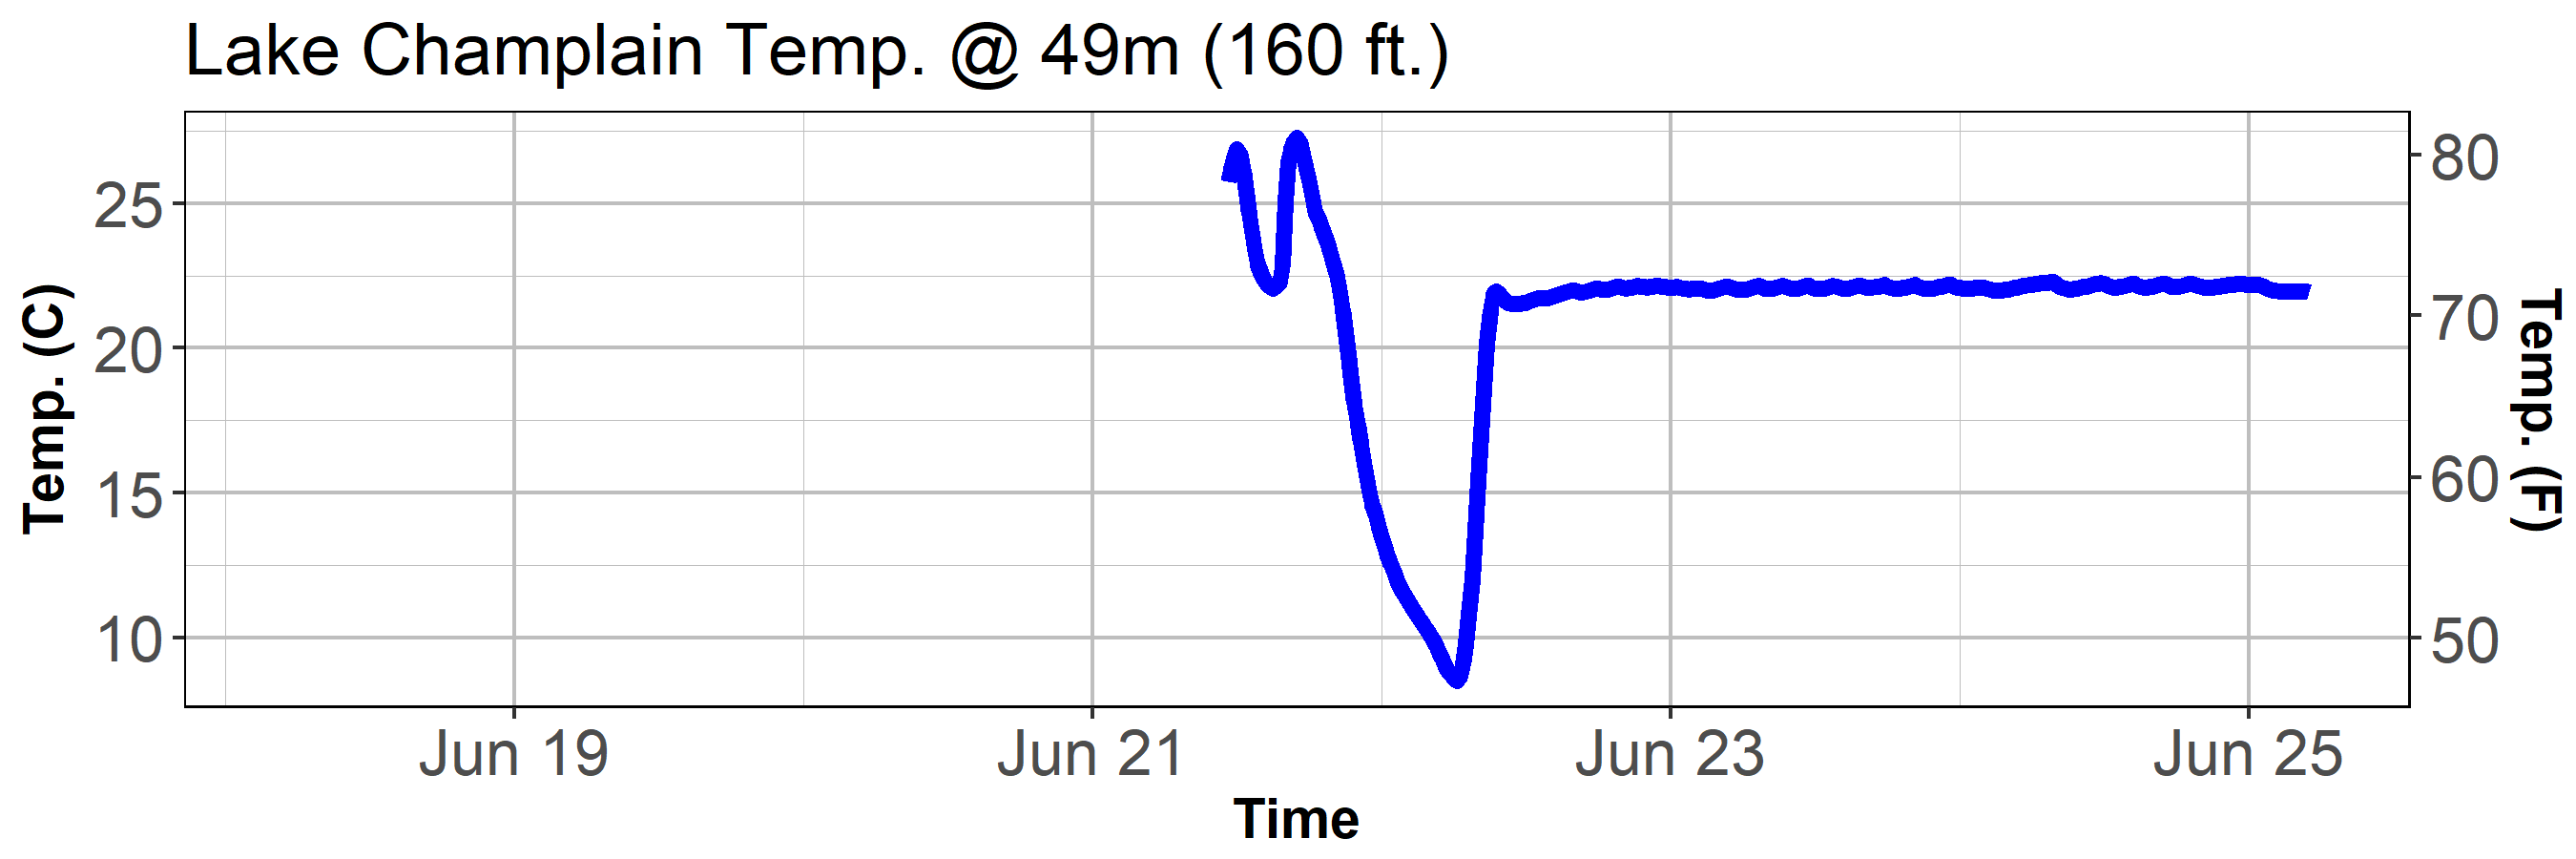 Lake Champlain Temp. @ 49m (160 ft.)
Temp. (C)
25
20
15
10
80
70
60
50
Temp. (F)
Jun 19
Jun 21
Jun 23
Jun 25
Time